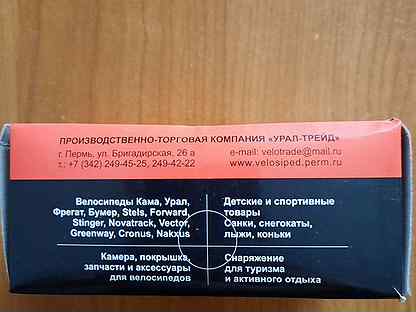 ПРОИЗВОДСТВЕННО-ТОРГОВАЯ КОМПАНИЯ «УРАЛ-ТРЕЙД»
г. Пермь, ул. Бригадирская, 26 а
т.: +7 (342) 249-45-25, 249-42-22
e-mail: velotrade@mail.ru
www.velosiped.perm.ru
Велосипеды Кама, Урал,
Фрегат, Бумер, Stels, Forward,
Stinger, Novatrack, Vector,
Greenway, Cronus, Nakxus
Детские и спортивные
товары
Санки, снегокаты,
лыжи, коньки
Камера, покрышка,
запчасти и аксессуары
для велосипедов
Снаряжение
для туризма
и активного отдыха